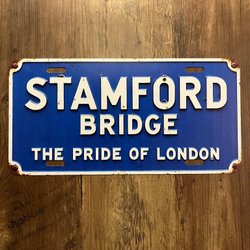 STAMFORD
BRIDGE
THE PRIDE OF LONDON